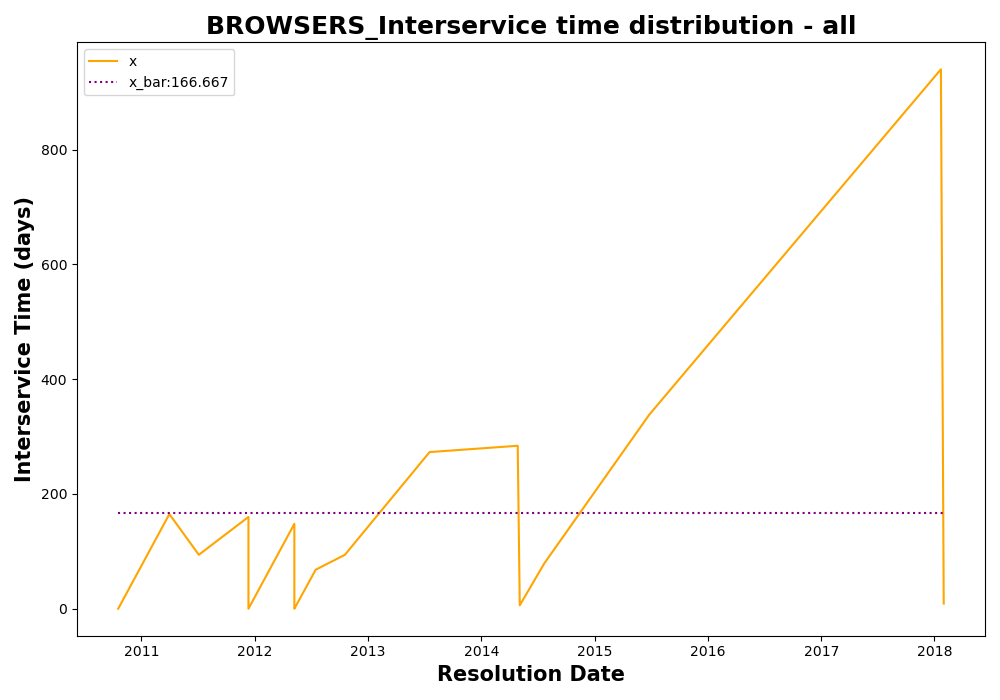 BROWSERS_Interservice time distribution - all
x
x_bar:166.667
Interservice Time (days)
800
600
400
200
0
2011 2012 2013 2014 2015 2016 2017 2018
Resolution Date